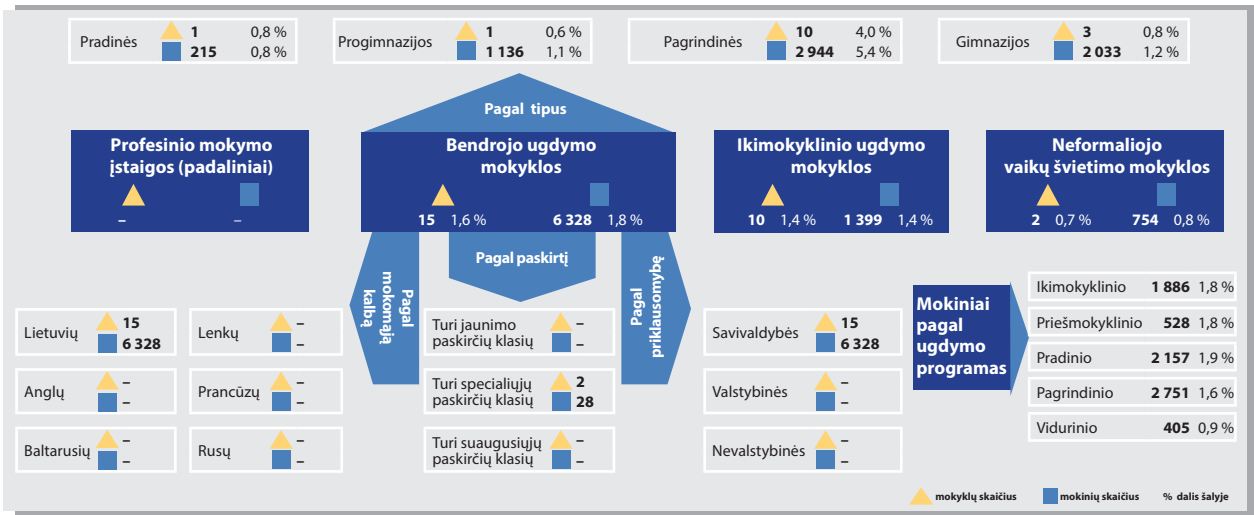 Pradinės
1 0,8 %
215 0,8 %
Progimnazijos
1 0,6 %
1 136 1,1 %
Pagrindinės
10 4,0 %
2 944 5,4 %
Gimnazijos
3 0,8 %
2 033 1,2 %
Pagal tipus
Profesinio mokymo
įstaigos (padaliniai)
– –
Bendrojo ugdymo
mokyklos
15 1,6 % 6 328 1,8 %
Ikimokyklinio ugdymo
mokyklos
10 1,4 % 1 399 1,4 %
Neformaliojo
vaikų švietimo mokyklos
2 0,7 % 754 0,8 %
Pagal
mokomąją
kalbą
Pagal paskirtį
Pagal
priklausomybę
Lietuvių
15
6 328
Lenkų
–
–
Anglų
–
–
Prancūzų
–
–
Baltarusių
–
–
Rusų
–
–
Turi jaunimo
paskirčių klasių
–
–
Turi specialiųjų
paskirčių klasių
2
28
Turi suaugusiųjų
paskirčių klasių
–
–
Savivaldybės
15
6 328
Valstybinės
–
–
Nevalstybinės
–
–
Mokiniai
pagal
ugdymo
programas
Ikimokyklinio 1 886 1,8 %
Priešmokyklinio 528 1,8 %
Pradinio 2 157 1,9 %
Pagrindinio 2 751 1,6 %
Vidurinio 405 0,9 %
mokyklų skaičius mokinių skaičius % dalis šalyje